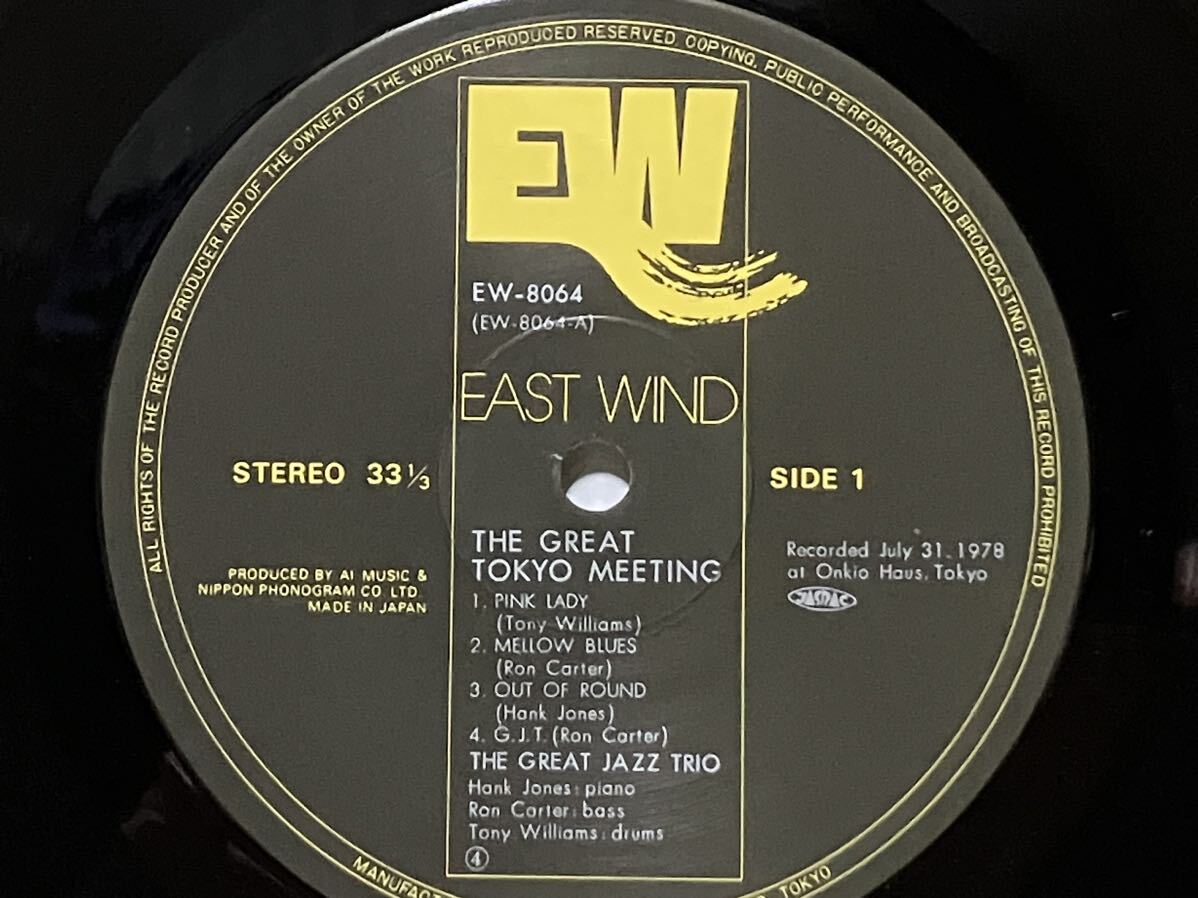 ALL RIGHTS OF THE RECORD PRODUCER AND OF THE OWNER OF THE WORK REPRODUCED RESERVED. COPYING, PUBLIC PERFORMANCE AND BROADCASTING OF THIS RECORD PROHIBITED
EW
EW-8064
(EW-8064-A)
EAST WIND
STEREO 33 1/3
SIDE 1
PRODUCED BY AI MUSIC &
NIPPON PHONOGRAM CO. LTD.
MADE IN JAPAN
Recorded July 31. 1978
at Onkio Haus, Tokyo
JASRAC
THE GREAT
TOKYO MEETING
1. PINK LADY
(Tony Williams)
2. MELLOW BLUES
(Ron Carter)
3. OUT OF ROUND
(Hank Jones)
4. G.J.T. (Ron Carter)
THE GREAT JAZZ TRIO
Hank Jones: piano
Ron Carter: bass
Tony Williams: drums
④
TOKYO